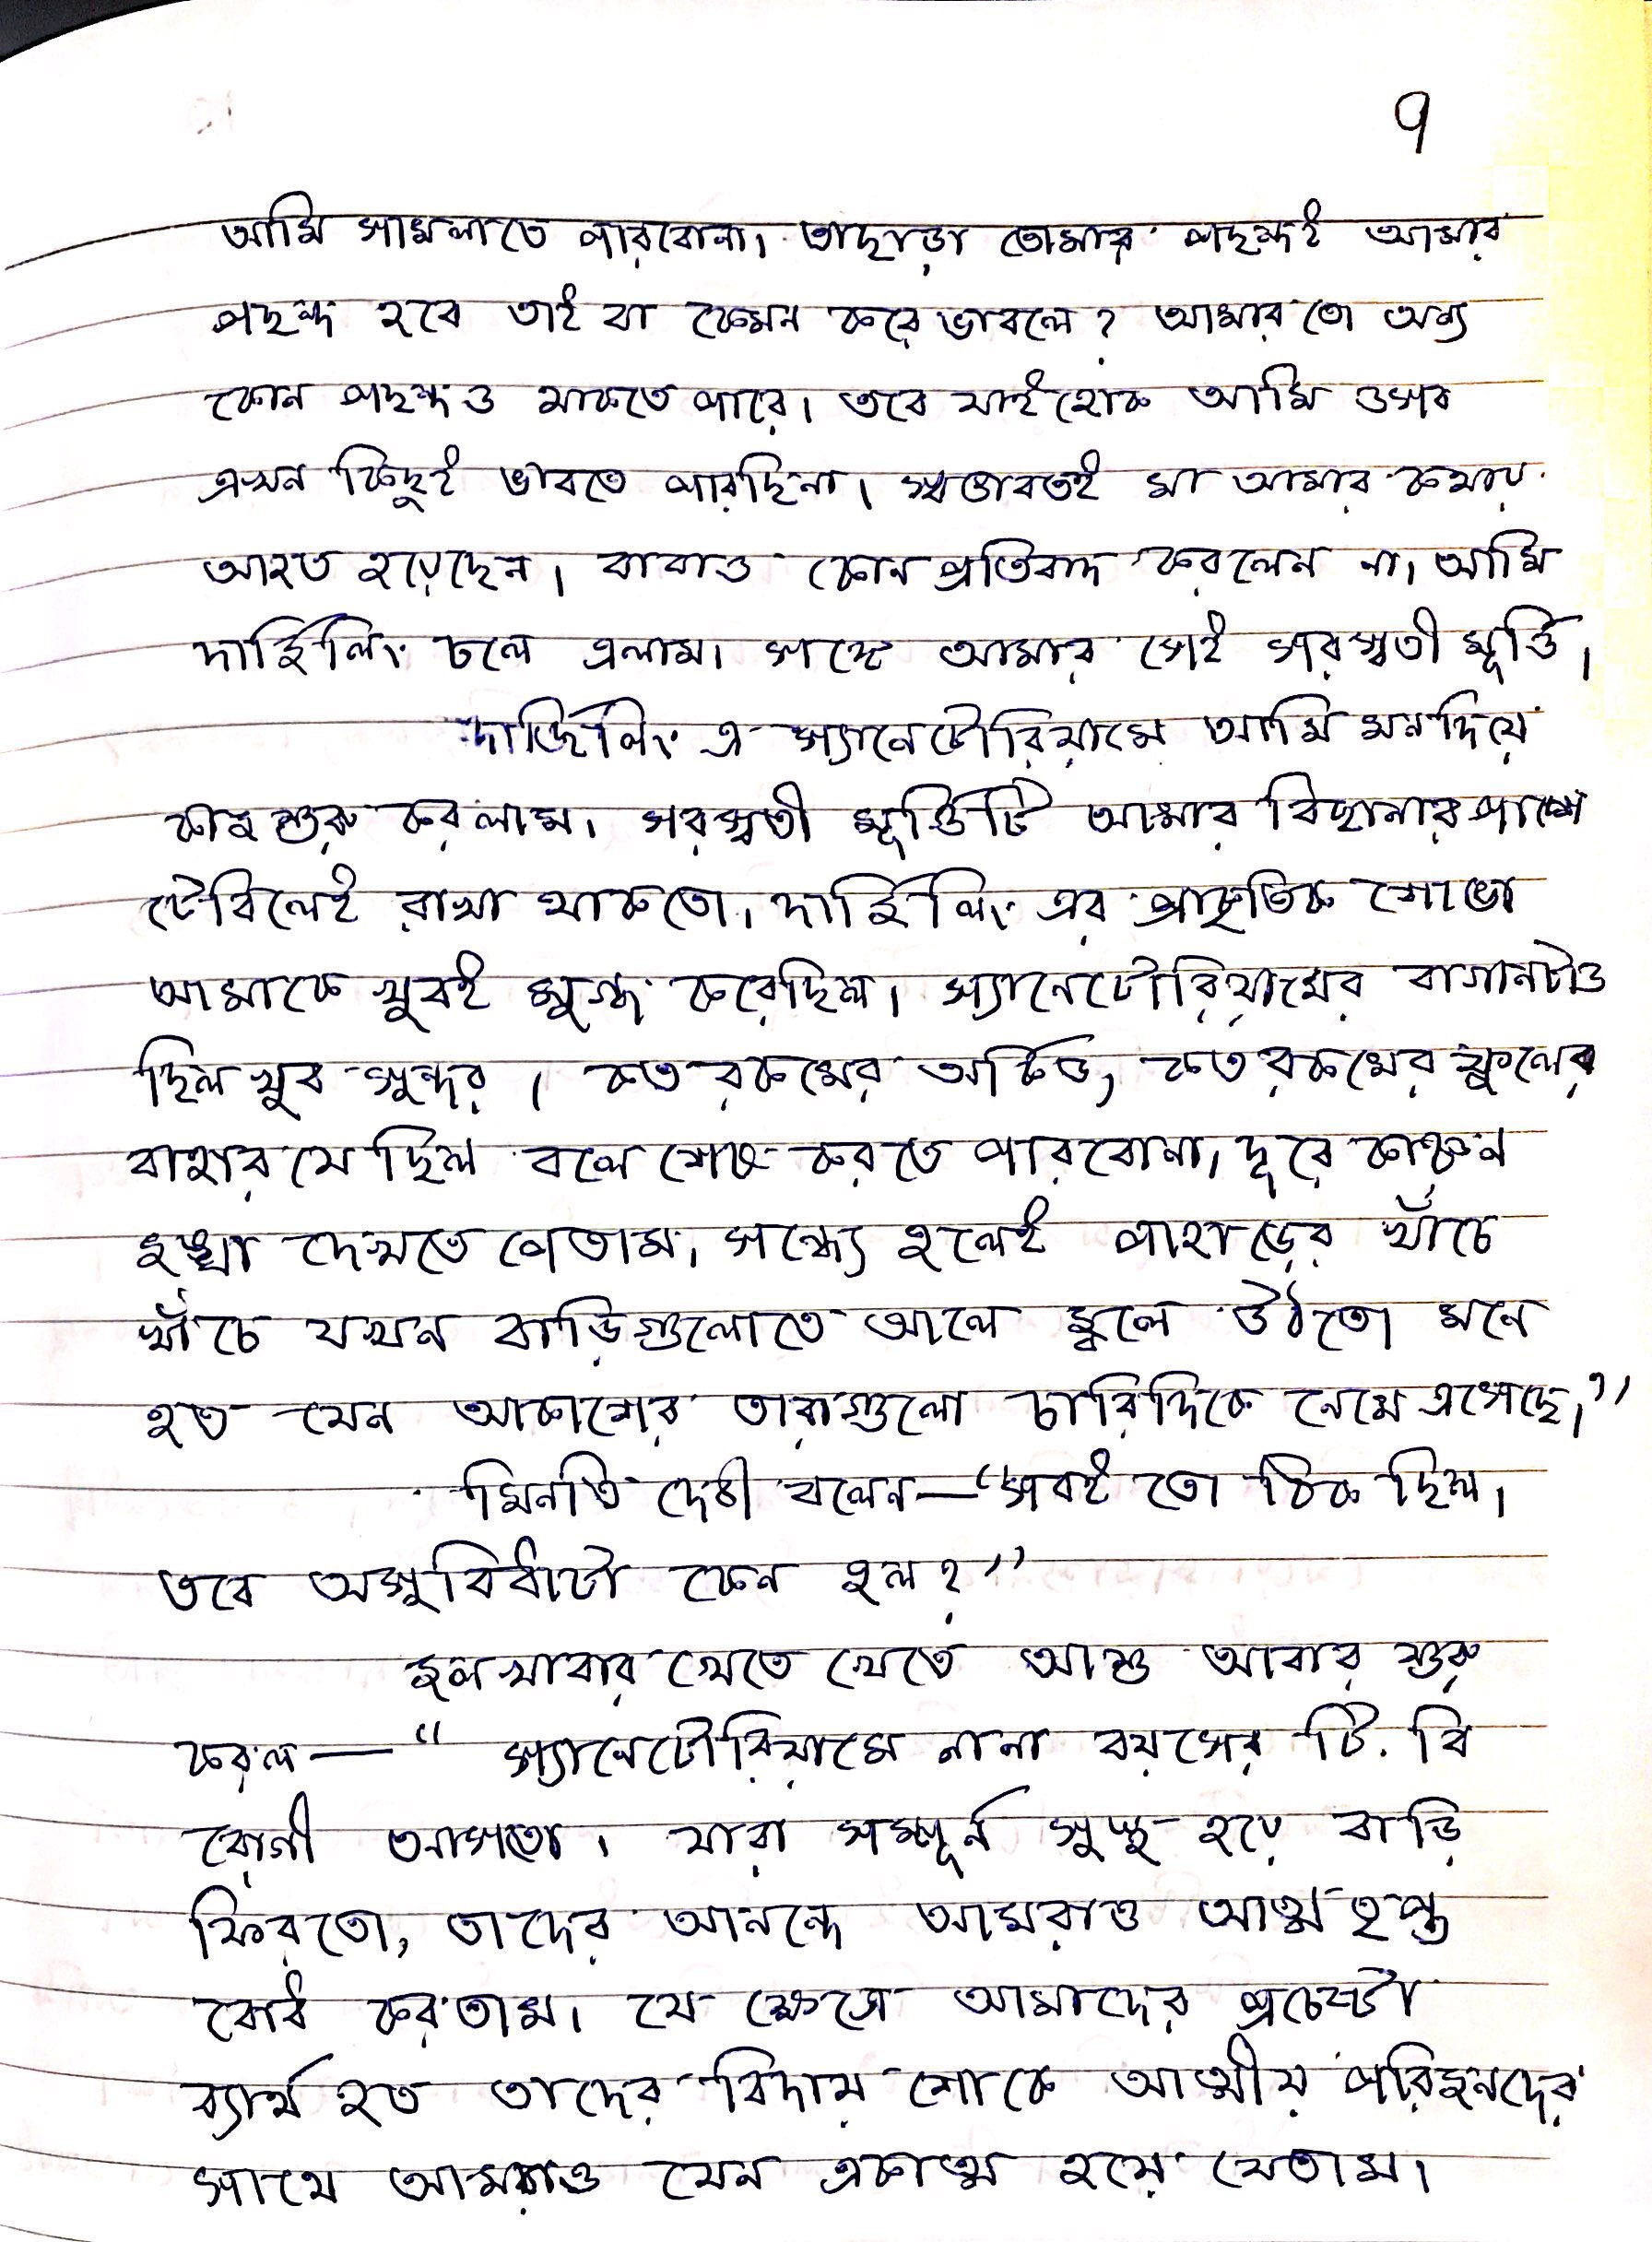 ৭
আমি সামলাতে পারবোনা। তাছাড়া তোমার পছন্দই আমার
পছন্দ হবে তাই বা কেমন করে ভাবলে? আমার তো অন্য
কোন পছন্দও থাকতে পারে। তবে যাইহোক আমি ওসব
এখন কিছুই ভাবতে পারছিনা। স্বভাবতই মা আমার কথায়
আহত হয়েছেন। বাবাও কোন প্রতিবাদ করলেন না। আমি
দার্জিলিং চলে এলাম। সঙ্গে আমার সেই সরস্বতী মূর্তি।
দার্জিলিং এ স্যানেটোরিয়ামে আমি মনদিয়ে
কাজ শুরু করলাম। সরস্বতী মূর্তিটি আমার বিছানার পাশে
টেবিলেই রাখা থাকতো। দার্জিলিং এর প্রাকৃতিক শোভা
আমাকে খুবই মুগ্ধ করেছিল। স্যানেটোরিয়ামের বাগানটাও
ছিল খুব সুন্দর। কত রকমের অর্কিড, কত রকমের ফুলের
বাহার যে ছিল বলে শেষ করতে পারবোনা। দূরে কাঞ্চন
জঙ্ঘা দেখতে পেতাম। সন্ধ্যে হলেই পাহাড়ের খাঁচে
খাঁচে যখন বাড়িগুলোতে আলো জ্বলে উঠতো মনে
হত যেন আকাশের তারাগুলো চারিদিকে নেমে এসেছে।”
মিনতি দেবী বলেন—“সবই তো ঠিক ছিল।
তবে অসুবিধাটা কেন হল?”
জলখাবার খেতে খেতে আশু আবার শুরু
করল—“ স্যানেটোরিয়ামে নানা বয়সের টি. বি
রোগী আসতো। যারা সম্পূর্ন সুস্থ হয়ে বাড়ি
ফিরতো, তাদের আনন্দে আমরাও আত্মতৃপ্ত
বোধ করতাম। যে ক্ষেত্রে আমাদের প্রচেস্টা
ব্যার্থ হত তাদের বিদায় শোকে আত্মীয় পরিজনদের
সাথে আমরাও যেন একাত্ম হয়ে যেতাম।